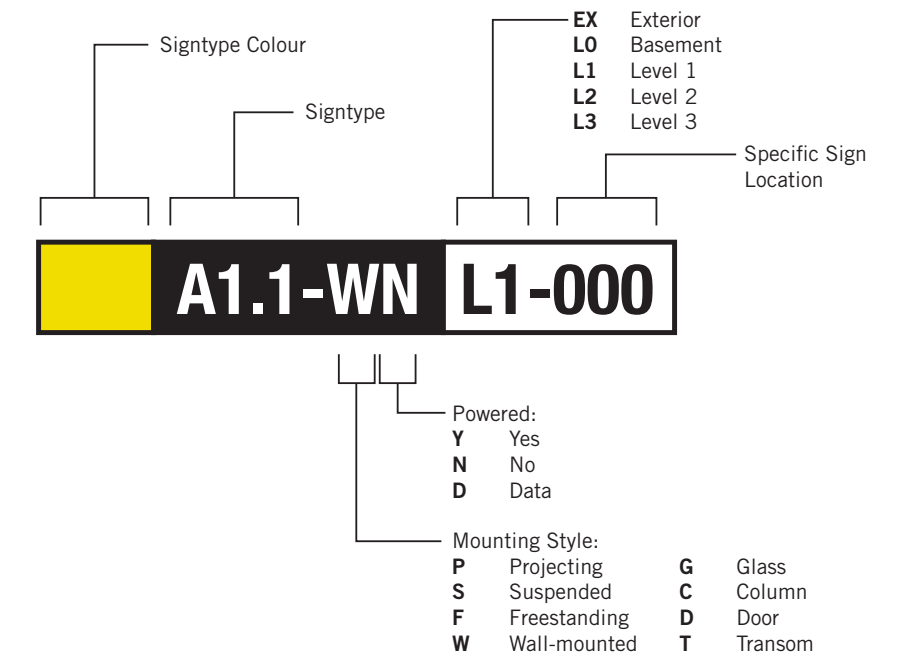 Signtype Colour
Signtype
EX Exterior
L0 Basement
L1 Level 1
L2 Level 2
L3 Level 3
Specific Sign
Location
A1.1-WN L1-000
Powered:
Y Yes
N No
D Data
Mounting Style:
P Projecting G Glass
S Suspended C Column
F Freestanding D Door
W Wall-mounted T Transom